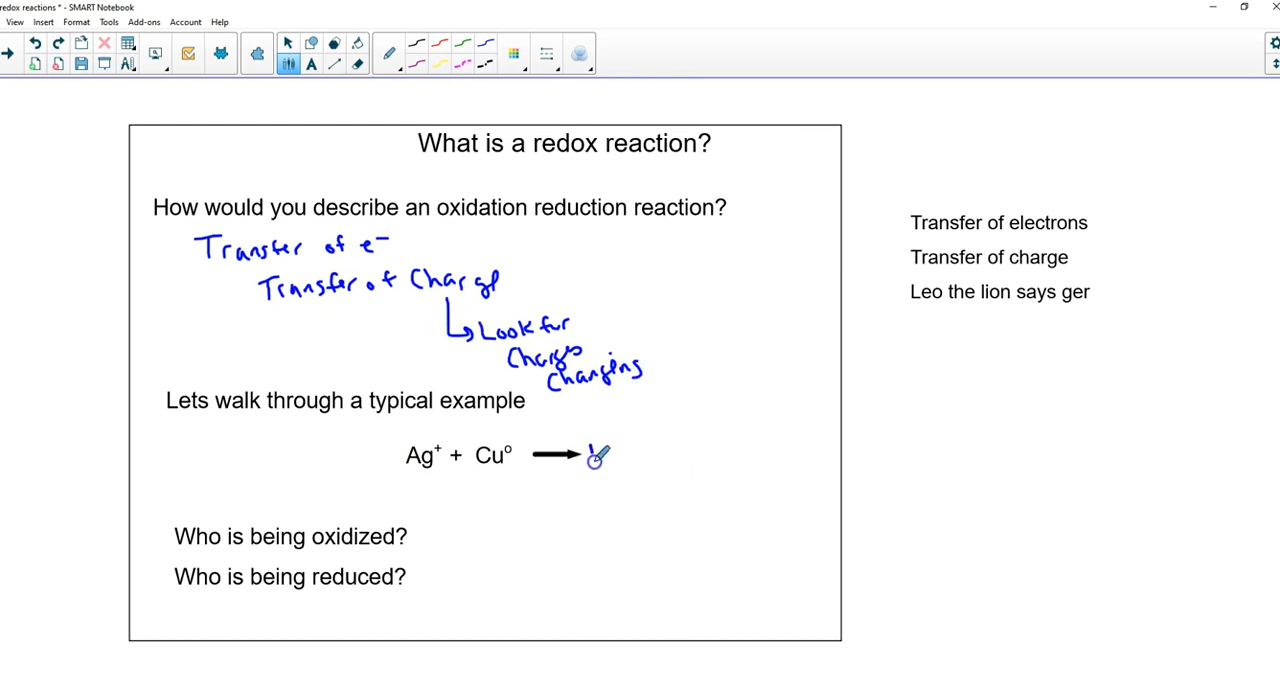 redox reactions * - SMART Notebook
View Insert Format Tools Add-ons Account Help
What is a redox reaction?
How would you describe an oxidation reduction reaction?
Transfer of e⁻
Transfer of Charge
Look for
Charges
Changing
Lets walk through a typical example
Ag⁺ + Cu⁰
Who is being oxidized?
Who is being reduced?
Transfer of electrons
Transfer of charge
Leo the lion says ger